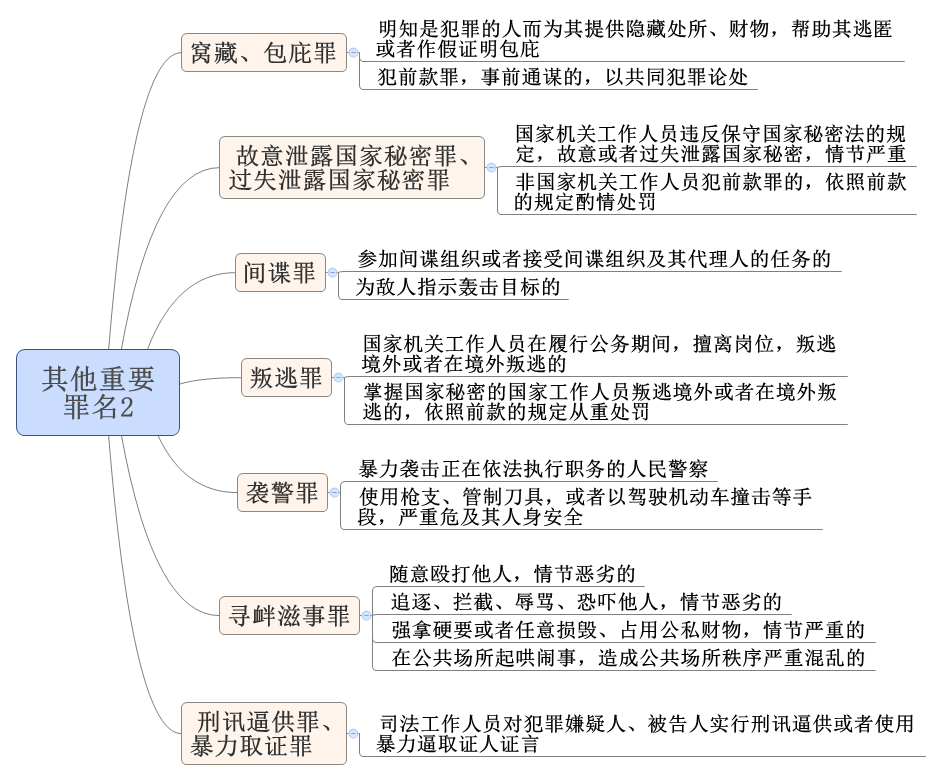 窝藏、包庇罪
明知是犯罪的人而为其提供隐藏处所、财物，帮助其逃匿
或者作假证明包庇
犯前款罪，事前通谋的，以共同犯罪论处
故意泄露国家秘密罪、
过失泄露国家秘密罪
国家机关工作人员违反保守国家秘密法的规
定，故意或者过失泄露国家秘密，情节严重
非国家机关工作人员犯前款罪的，依照前款
的规定酌情处罚
间谍罪
参加间谍组织或者接受间谍组织及其代理人的任务的
为敌人指示轰击目标的
其他重要
罪名2
叛逃罪
国家机关工作人员在履行公务期间，擅离岗位，叛逃
境外或者在境外叛逃的
掌握国家秘密的国家工作人员叛逃境外或者在境外叛
逃的，依照前款的规定从重处罚
袭警罪
暴力袭击正在依法执行职务的人民警察
使用枪支、管制刀具，或者以驾驶机动车撞击等手
段，严重危及其人身安全
寻衅滋事罪
随意殴打他人，情节恶劣的
追逐、拦截、辱骂、恐吓他人，情节恶劣的
强拿硬要或者任意损毁、占用公私财物，情节严重的
在公共场所起哄闹事，造成公共场所秩序严重混乱的
刑讯逼供罪、
暴力取证罪
司法工作人员对犯罪嫌疑人、被告人实行刑讯逼供或者使用
暴力逼取证人证言